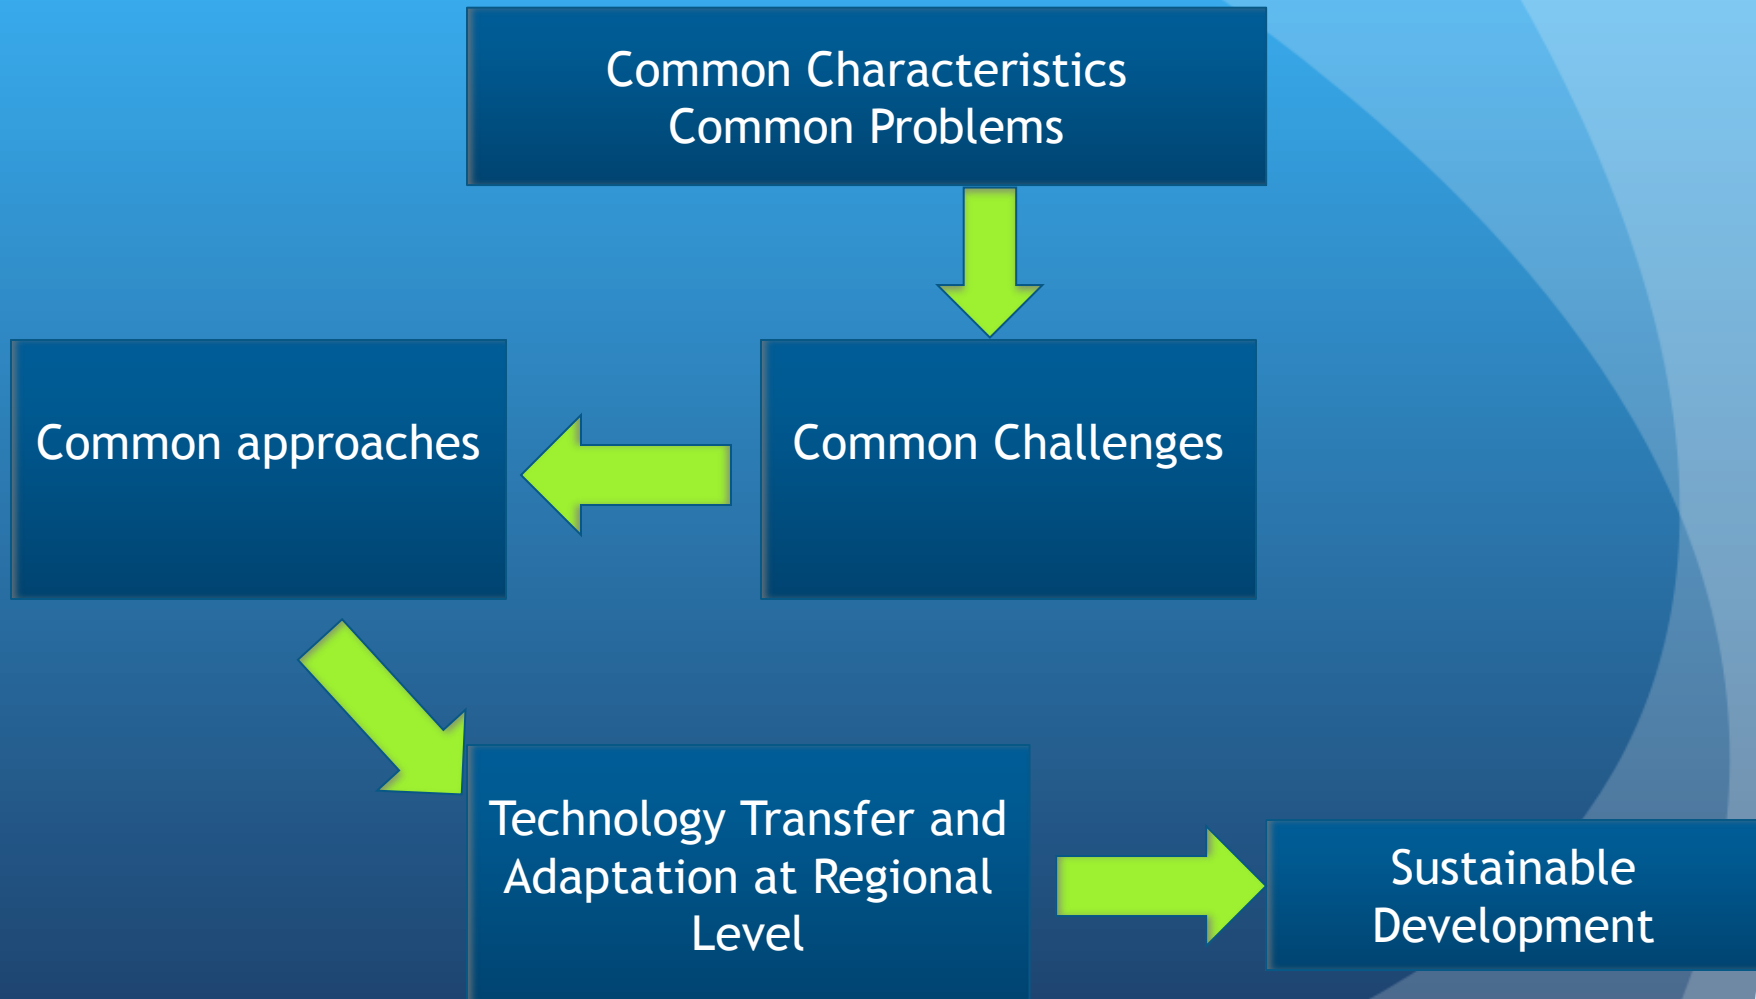 Common Characteristics
Common Problems
Common Challenges
Common approaches
Technology Transfer and
Adaptation at Regional
Level
Sustainable
Development